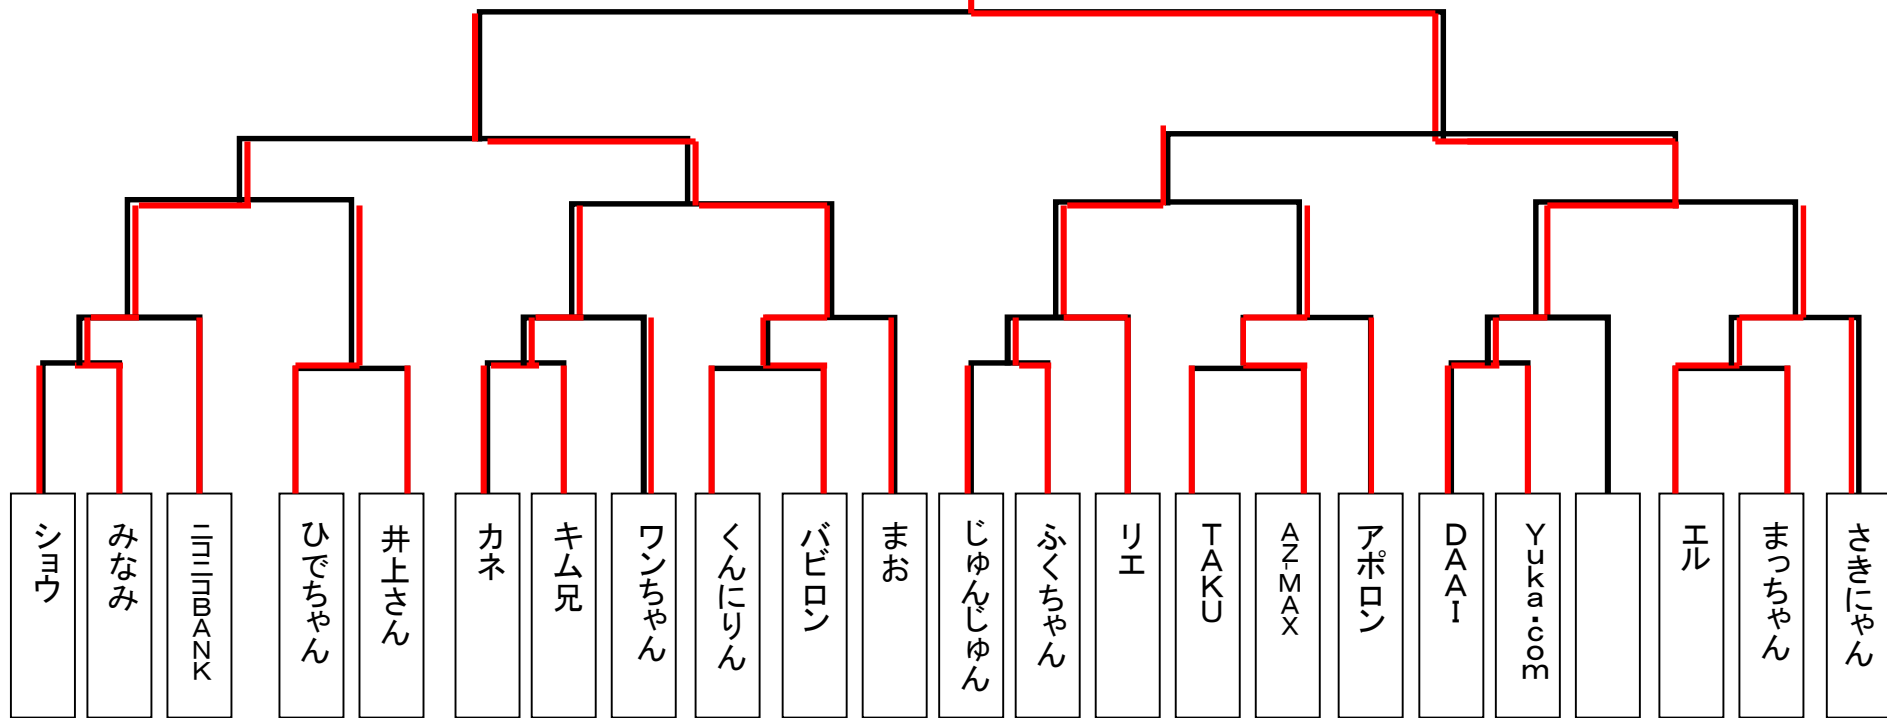 ショウ
みなみ
ニコニコBANK
ひでちゃん
井上さん
カネ
キム兄
ワンちゃん
くんにりん
バビロン
まお
じゅんじゅん
ふくちゃん
リエ
TAKU
AZ-MAX
アポロン
DAAI
Yuka.com
エル
まっちゃん
さきにゃん